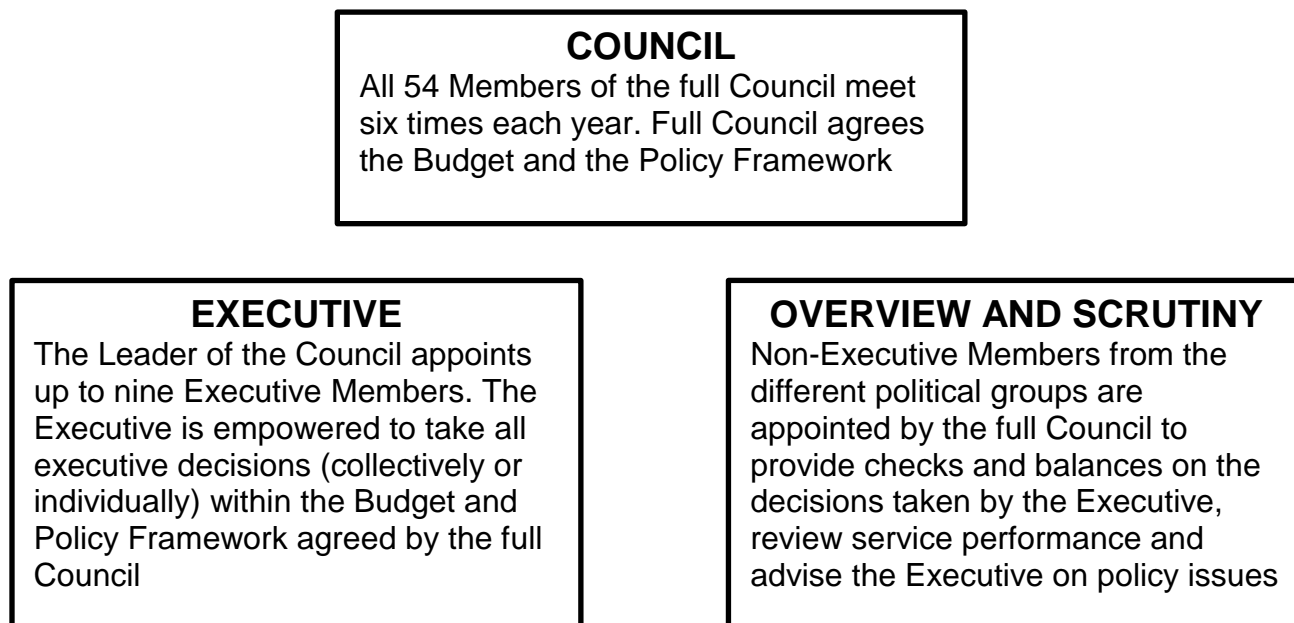 COUNCIL
All 54 Members of the full Council meet
six times each year. Full Council agrees
the Budget and the Policy Framework
EXECUTIVE
The Leader of the Council appoints
up to nine Executive Members. The
Executive is empowered to take all
executive decisions (collectively or
individually) within the Budget and
Policy Framework agreed by the full
Council
OVERVIEW AND SCRUTINY
Non-Executive Members from the
different political groups are
appointed by the full Council to
provide checks and balances on the
decisions taken by the Executive,
review service performance and
advise the Executive on policy issues